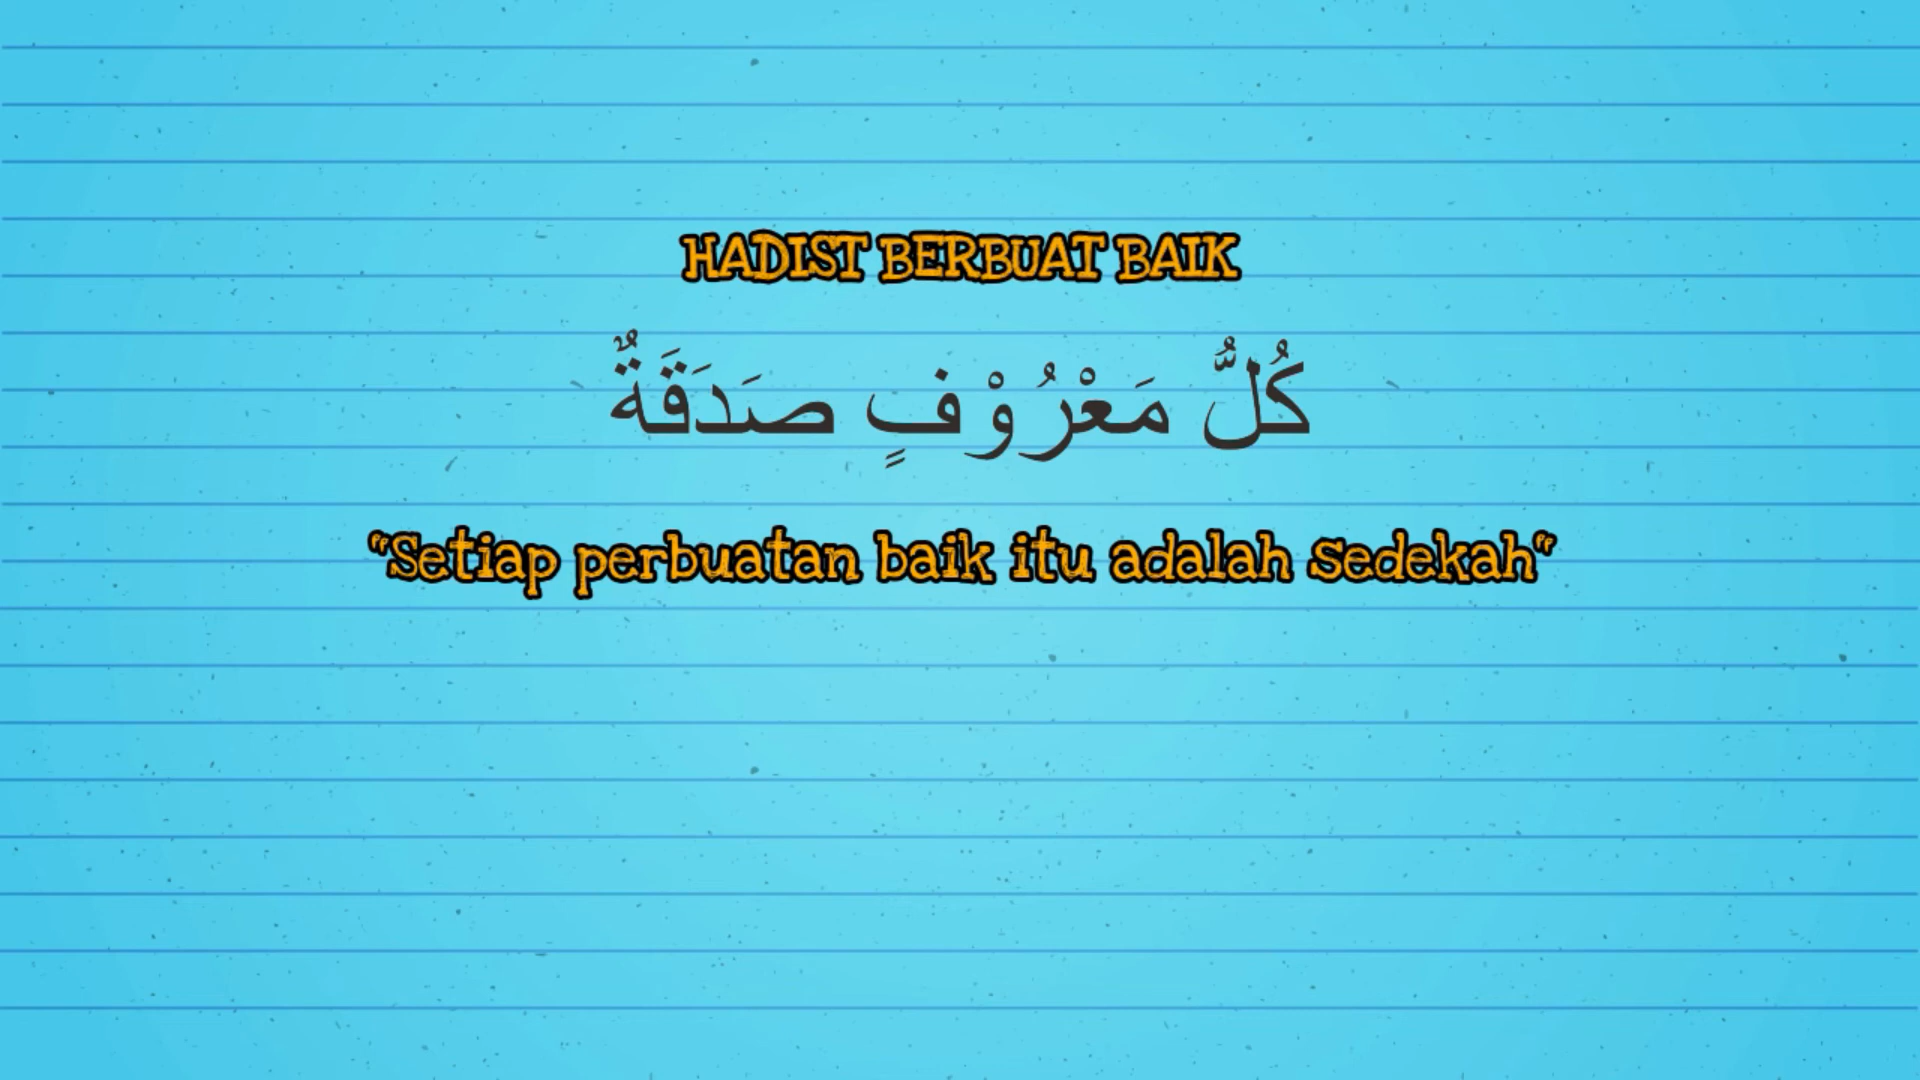 HADIST BERBUAT BAIK
كُلُّ مَعْرُوْفٍ صَدَقَةٌ
"Setiap perbuatan baik itu adalah sedekah"